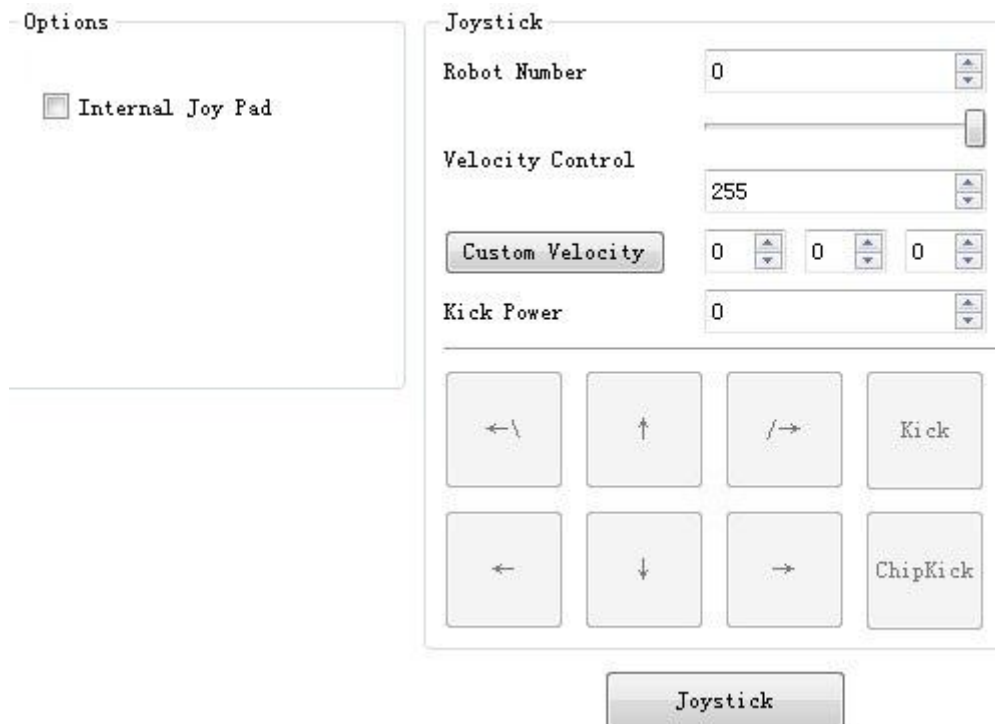 Options
Internal Joy Pad
Joystick
Robot Number 0
Velocity Control
255
Custom Velocity 0 0 0
Kick Power 0
←\ ↑ /→ Kick
← ↓ → ChipKick
Joystick